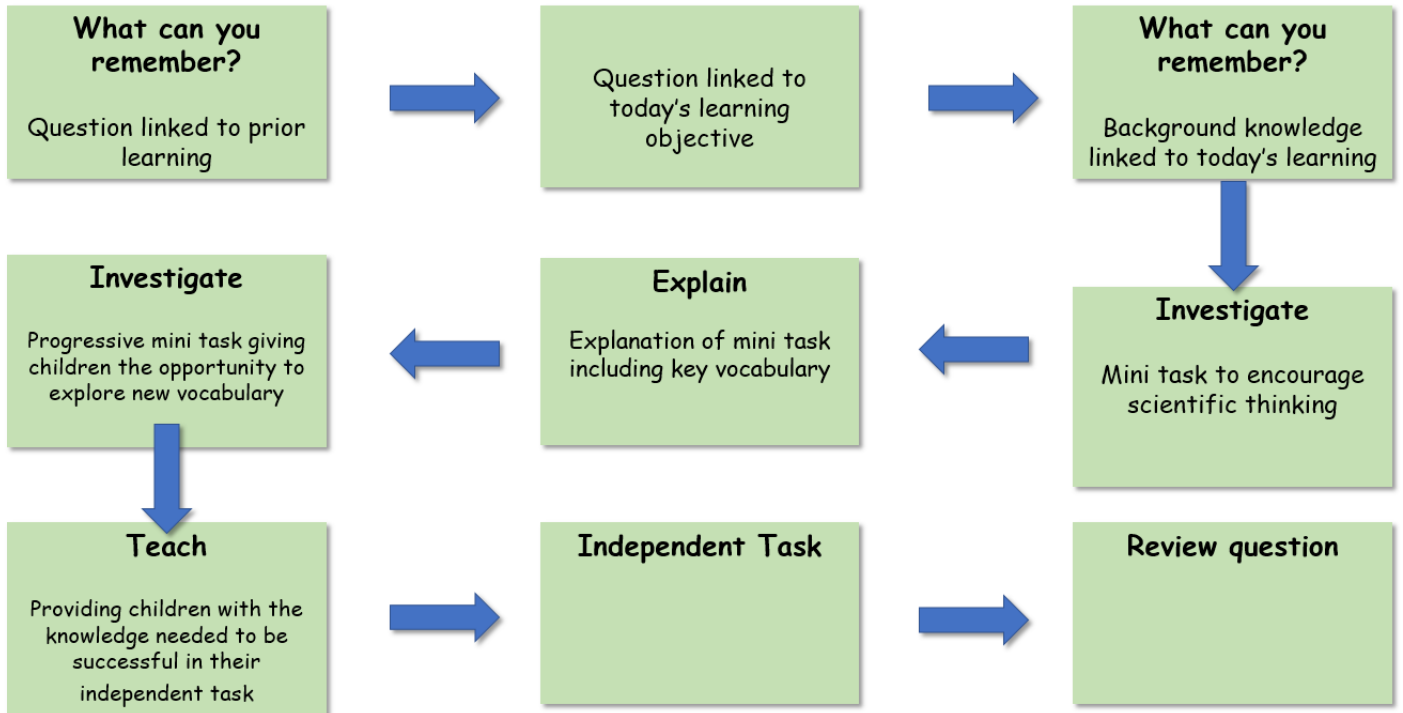 What can you
remember?
Question linked to prior
learning
Question linked to
today's learning
objective
What can you
remember?
Background knowledge
linked to today's learning
Investigate
Mini task to encourage
scientific thinking
Explain
Explanation of mini task
including key vocabulary
Investigate
Progressive mini task giving
children the opportunity to
explore new vocabulary
Teach
Providing children with the
knowledge needed to be
successful in their
independent task
Independent Task
Review question